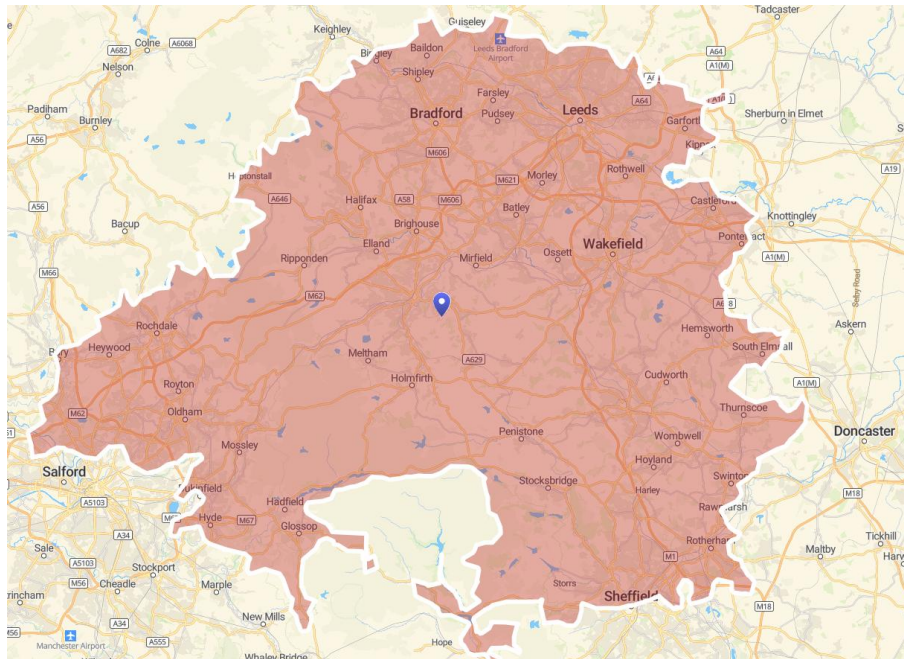 Tadcaster
Guiseley
Keighley
Colne
A6068
A682
Nelson
Bingley
Baildon
Leeds Bradford
Airport
A64
A1(M)
Shipley
Padiham
Burnley
A56
Farsley
Bradford
Pudsey
Leeds
A64
Sherburn in Elmet
Garforth
Kippax
M606
M621
Morley
Rothwell
A19
Heptonstall
A646
Halifax
A58
M606
Batley
Castleford
A56
Bacup
Brighouse
Knottingley
Elland
Ossett
Wakefield
Pontefract
A1(M)
Ripponden
Mirfield
M66
M62
Selby Road
Rochdale
Heywood
Bury
Meltham
A629
Hemsworth
South Elmsall
Askern
Royton
Holmfirth
Cudworth
A1(M)
M62
Oldham
Thurnscoe
Mossley
Penistone
Wombwell
Doncaster
Salford
Hoyland
Dukinfield
Stocksbridge
Harley
Swinton
M18
A5103
Hadfield
Rawmarsh
Hyde
M67
Glossop
A34
Rotherham
Tickhill
Sale
M1
Maltby
A5103
Stockport
M56
Cheadle
Marple
Storrs
Sheffield
M18
New Mills
A34
M56
A555
Manchester Airport
Hope
Whaley Bridge